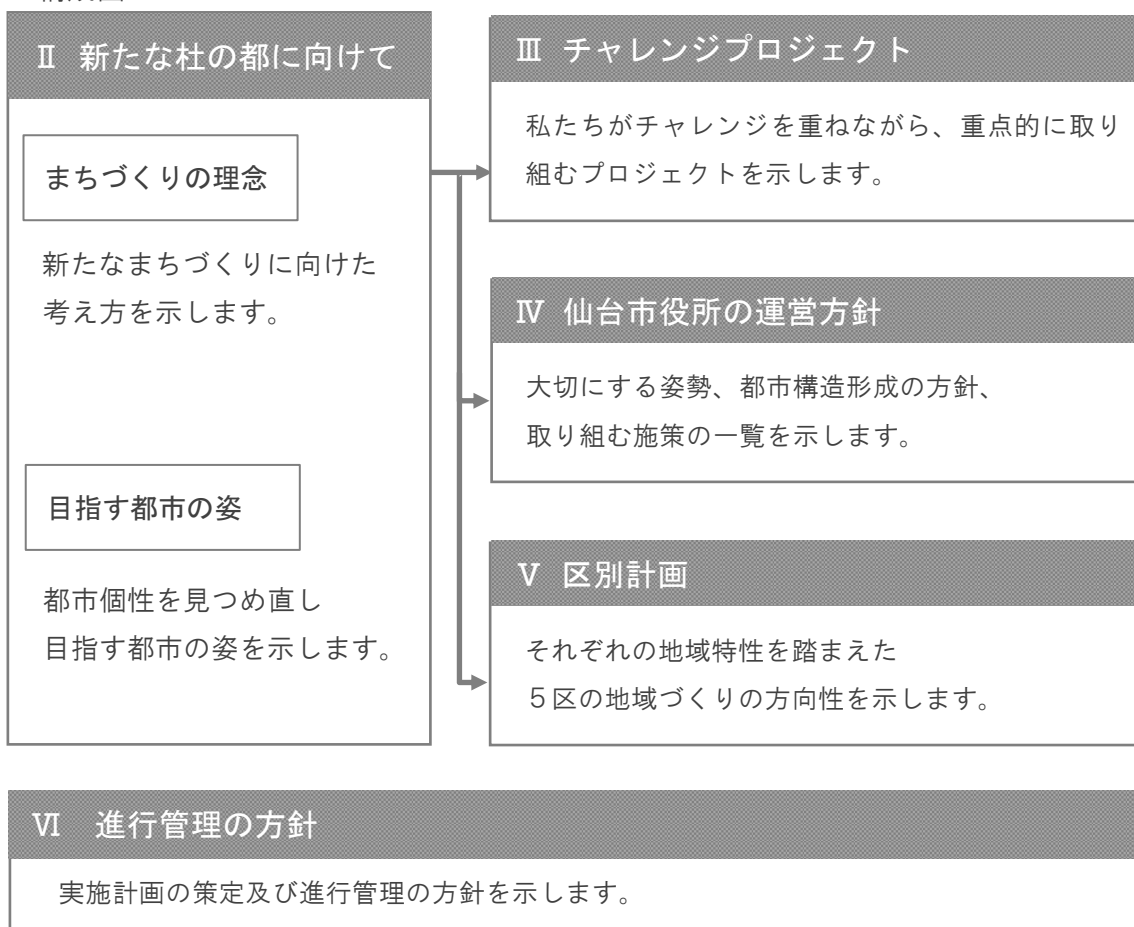 Ⅱ 新たな杜の都に向けて
まちづくりの理念
新たなまちづくりに向けた
考え方を示します。
目指す都市の姿
都市個性を見つめ直し
目指す都市の姿を示します。
Ⅲ チャレンジプロジェクト
私たちがチャレンジを重ねながら、重点的に取り
組むプロジェクトを示します。
Ⅳ 仙台市役所の運営方針
大切にする姿勢、都市構造形成の方針、
取り組む施策の一覧を示します。
Ⅴ 区別計画
それぞれの地域特性を踏まえた
５区の地域づくりの方向性を示します。
Ⅵ 進行管理の方針
実施計画の策定及び進行管理の方針を示します。